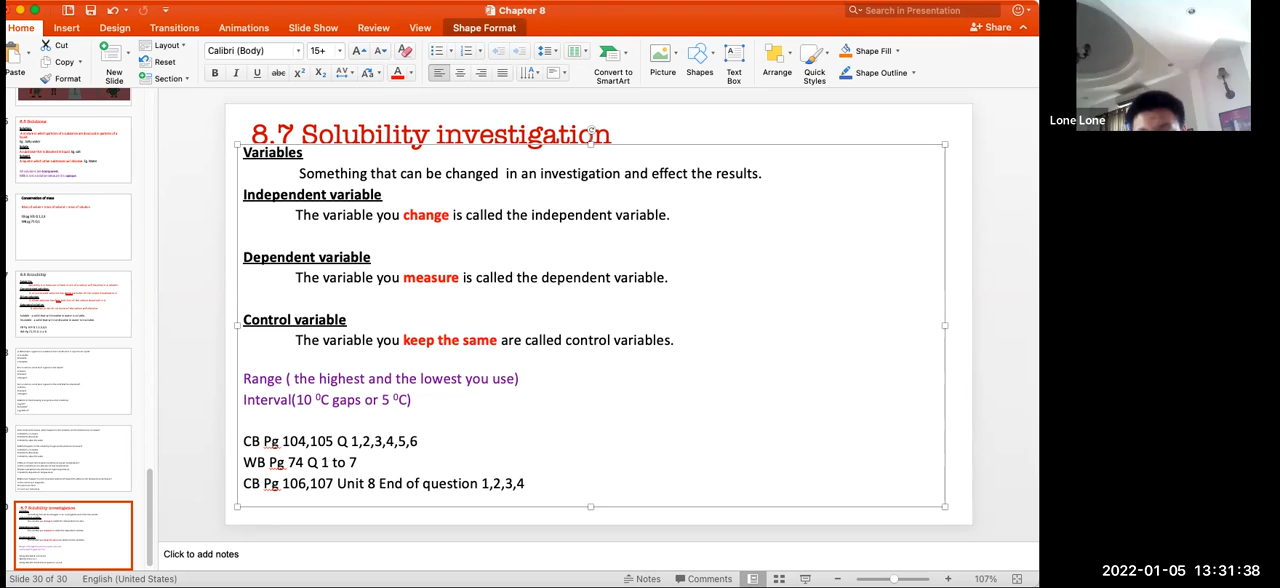 Chapter 8
Search in Presentation
Home Insert Design Transitions Animations Slide Show Review View Shape Format
Share
Paste
Cut
Copy
Format
New Slide
Layout
Reset
Section
Calibri (Body) 15+
B I U abc X² X₂ AV Aa A
Convert to SmartArt
Picture
Shapes
Text Box
Arrange
Quick Styles
Shape Fill
Shape Outline
Lone Lone
8.7 Solubility investigation
Variables
Something that can be changed in an investigation and effect the results.
Independent variable
The variable you change is called the independent variable.
Dependent variable
The variable you measure is called the dependent variable.
Control variable
The variable you keep the same are called control variables.
Range ( the highest and the lowest you use)
Interval(10 ⁰C gaps or 5 ⁰C)
CB Pg 104,105 Q 1,2,3,4,5,6
WB Pg 74 Q 1 to 7
CB Pg 106,107 Unit 8 End of question 1,2,3,4
Click to add notes
Slide 30 of 30 English (United States)
Notes Comments 107%
2022-01-05 13:31:38